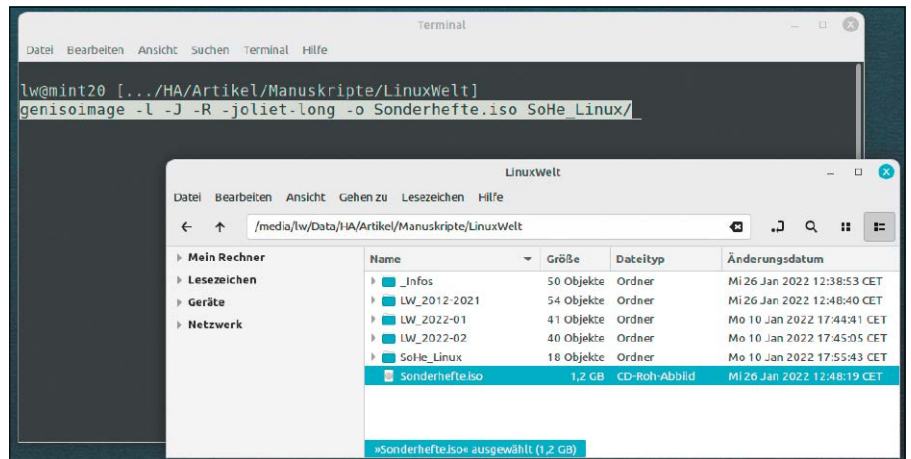 Terminal
Datei Bearbeiten Ansicht Suchen Terminal Hilfe
lw@mint20 [.../HA/Artikel/Manuskripte/LinuxWelt]
genisoimage -l -J -R -joliet-long -o Sonderhefte.iso SoHe_Linux/
LinuxWelt
Datei Bearbeiten Ansicht Gehen zu Lesezeichen Hilfe
/media/lw/Data/HA/Artikel/Manuskripte/LinuxWelt
Mein Rechner
Lesezeichen
Geräte
Netzwerk
Name Größe Dateityp Änderungsdatum
_Infos 50 Objekte Ordner Mi 26 Jan 2022 12:38:53 CET
LW_2012-2021 54 Objekte Ordner Mi 26 Jan 2022 12:48:40 CET
LW_2022-01 41 Objekte Ordner Mo 10 Jan 2022 17:44:41 CET
LW_2022-02 40 Objekte Ordner Mo 10 Jan 2022 17:45:05 CET
SoHe_Linux 18 Objekte Ordner Mo 10 Jan 2022 17:55:43 CET
Sonderhefte.iso 1,2 GB CD-Roh-Abbild Mi 26 Jan 2022 12:48:19 CET
»Sonderhefte.iso« ausgewählt (1,2 GB)